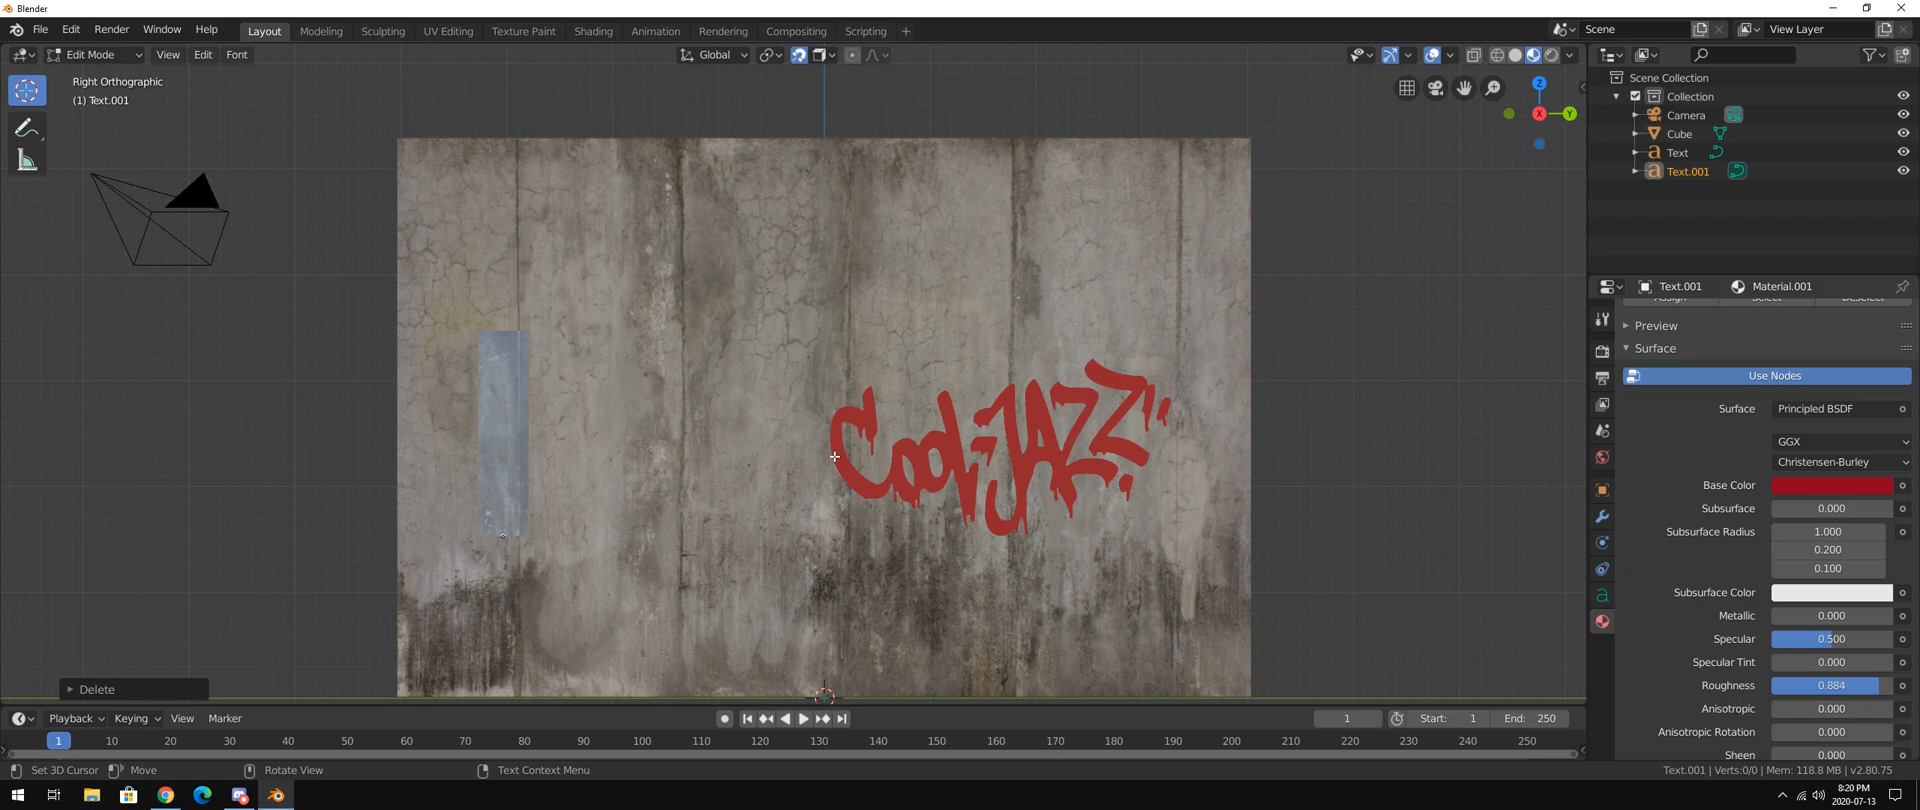 Blender
File Edit Render Window Help Layout Modeling Sculpting UV Editing Texture Paint Shading Animation Rendering Compositing Scripting + Scene View Layer
Edit Mode View Edit Font Global
Right Orthographic
(1) Text.001
Z
X
Y
Scene Collection
Collection
Camera
Cube
Text
Text.001
Text.001 Material.001
Assign Select Deselect
Preview
Surface
Use Nodes
Surface Principled BSDF
GGX
Christensen-Burley
Base Color
Subsurface 0.000
Subsurface Radius 1.000
0.200
0.100
Subsurface Color
Metallic 0.000
Specular 0.500
Specular Tint 0.000
Roughness 0.884
Anisotropic 0.000
Anisotropic Rotation 0.000
Sheen 0.000
Cool-JAZZ"
Delete
Playback Keying View Marker 1 Start: 1 End: 250
1 10 20 30 40 50 60 70 80 90 100 110 120 130 140 150 160 170 180 190 200 210 220 230 240 250
Set 3D Cursor Move Rotate View Text Context Menu Text.001 | Verts:0/0 | Mem: 118.8 MB | v2.80.75
8:20 PM
2020-07-13